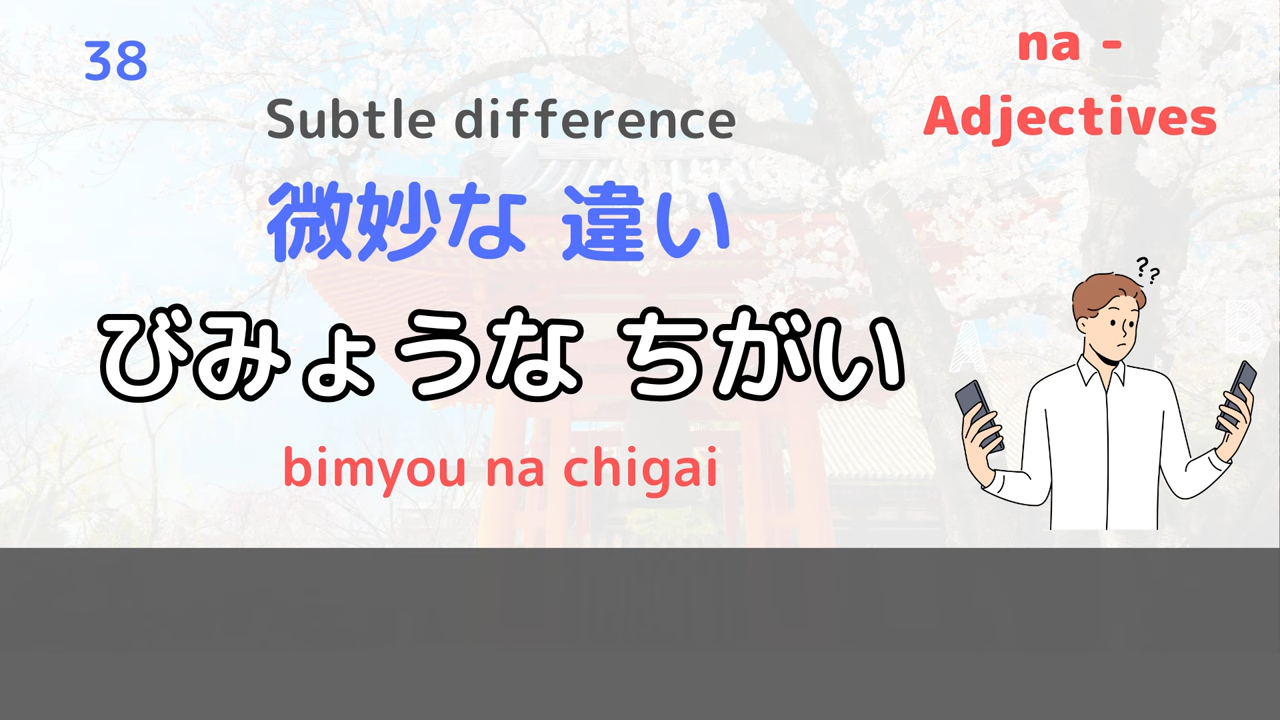 38
na -
Adjectives
Subtle difference
微妙な 違い
びみょうな ちがい
bimyou na chigai
??
A
B